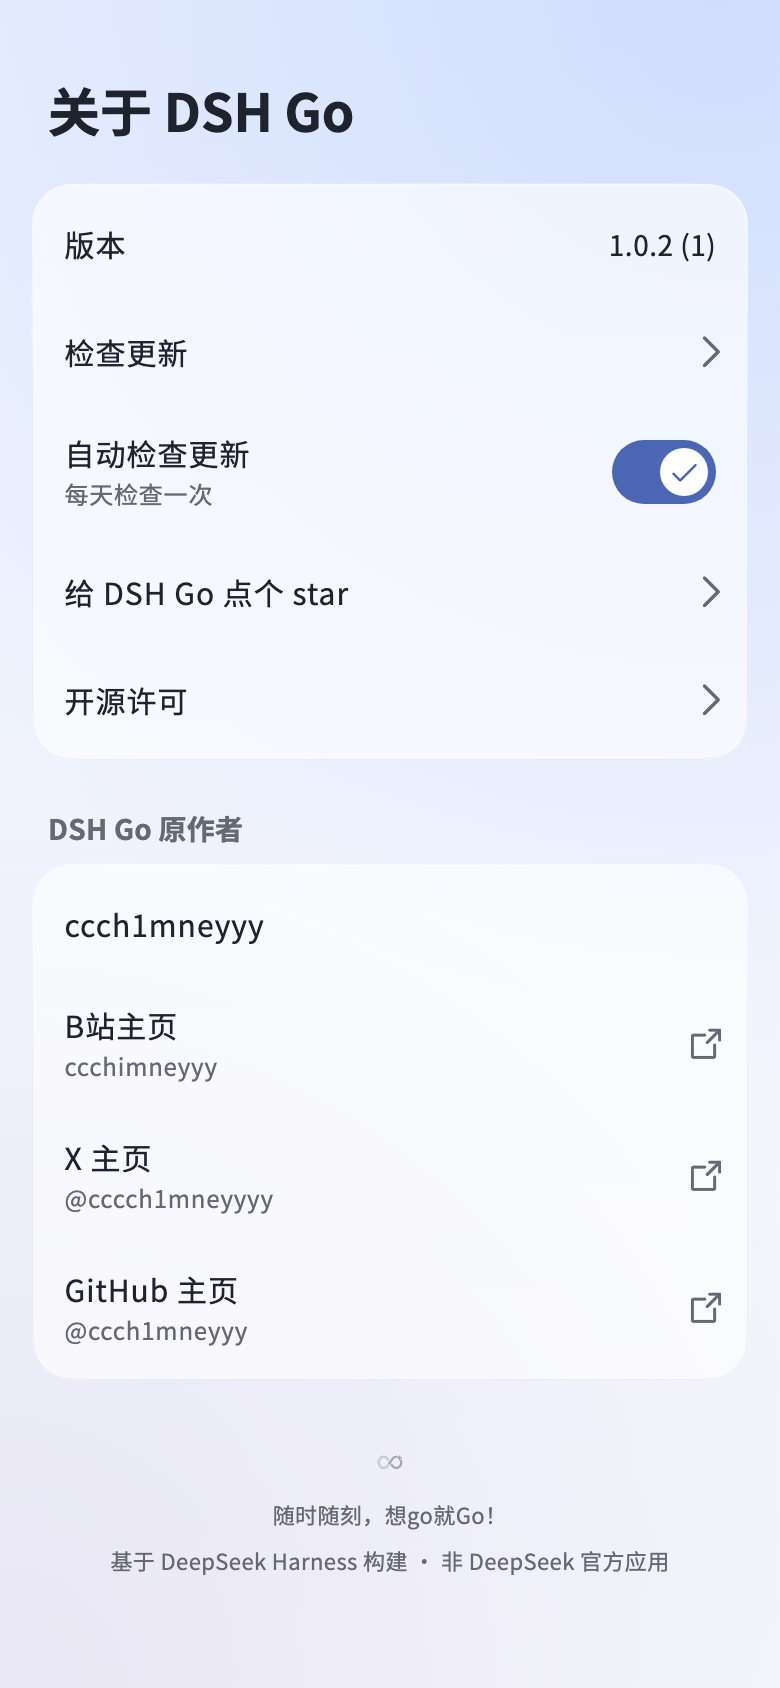 关于 DSH Go
版本
1.0.2 (1)
检查更新
自动检查更新
每天检查一次
给 DSH Go 点个 star
开源许可
DSH Go 原作者
ccch1mneyyy
B站主页
ccchimneyyy
X 主页
@cccch1mneyyyy
GitHub 主页
@ccch1mneyyy
随时随刻，想go就Go！
基于 DeepSeek Harness 构建 · 非 DeepSeek 官方应用